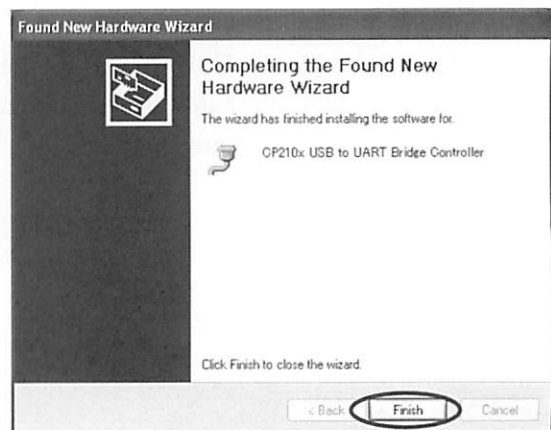 Found New Hardware Wizard
Completing the Found New
Hardware Wizard
The wizard has finished installing the software for:
CP210x USB to UART Bridge Controller
Click Finish to close the wizard.
< Back
Finish
Cancel